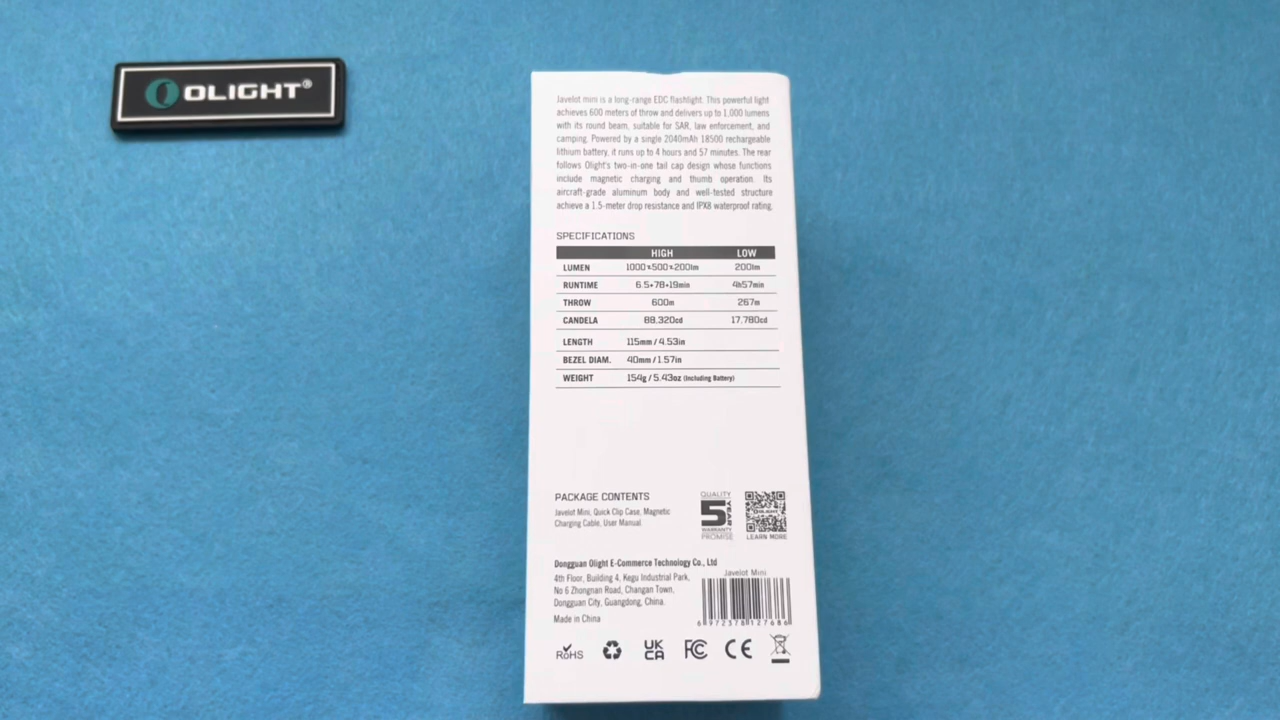 OLIGHT®
Javelot mini is a long-range EDC flashlight. This powerful light
achieves 600 meters of throw and delivers up to 1,000 lumens
with its round beam, suitable for SAR, law enforcement, and
camping. Powered by a single 2040mAh 18500 rechargeable
lithium battery, it runs up to 4 hours and 57 minutes. The rear
follows Olight's two-in-one tail cap design whose functions
include magnetic charging and thumb operation. Its
aircraft-grade aluminum body and well-tested structure
achieve a 1.5-meter drop resistance and IPX8 waterproof rating.
SPECIFICATIONS
HIGH LOW
LUMEN 1000~500~200lm 200lm
RUNTIME 6.5+78+19min 4h57min
THROW 600m 267m
CANDELA 88,320cd 17,780cd
LENGTH 115mm / 4.53in
BEZEL DIAM. 40mm / 1.57in
WEIGHT 154g / 5.43oz (Including Battery)
PACKAGE CONTENTS
Javelot Mini, Quick Clip Case, Magnetic
Charging Cable, User Manual
QUALITY
5 YEAR
WARRANTY
PROMISE
OLIGHT
LEARN MORE
Dongguan Olight E-Commerce Technology Co., Ltd
4th Floor, Building 4, Kegu Industrial Park,
No 6 Zhongnan Road, Changan Town,
Dongguan City, Guangdong, China.
Made in China
Javelot Mini
6 972378 127686
RoHS
UK
CA
FC
CE